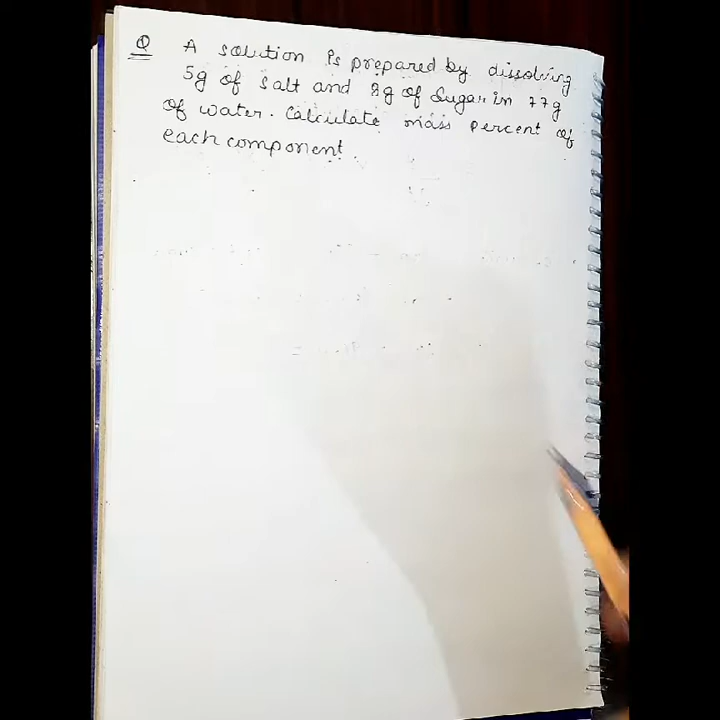 Q A solution is prepared by dissolving
5g of salt and 8g of Sugar in 77g
of water. Calculate mass percent of
each component.